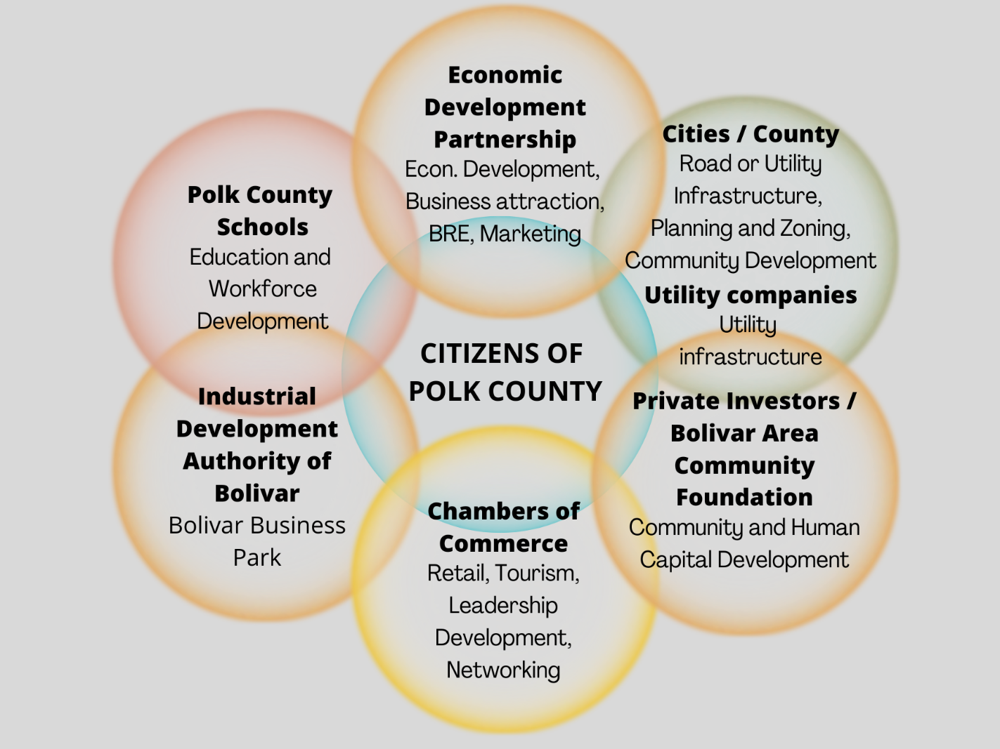 Economic
Development
Partnership
Econ. Development,
Business attraction,
BRE, Marketing
Cities / County
Road or Utility
Infrastructure,
Planning and Zoning,
Community Development
Utility companies
Utility
infrastructure
Polk County
Schools
Education and
Workforce
Development
CITIZENS OF
POLK COUNTY
Industrial
Development
Authority of
Bolivar
Bolivar Business
Park
Private Investors /
Bolivar Area
Community
Foundation
Community and Human
Capital Development
Chambers of
Commerce
Retail, Tourism,
Leadership
Development,
Networking